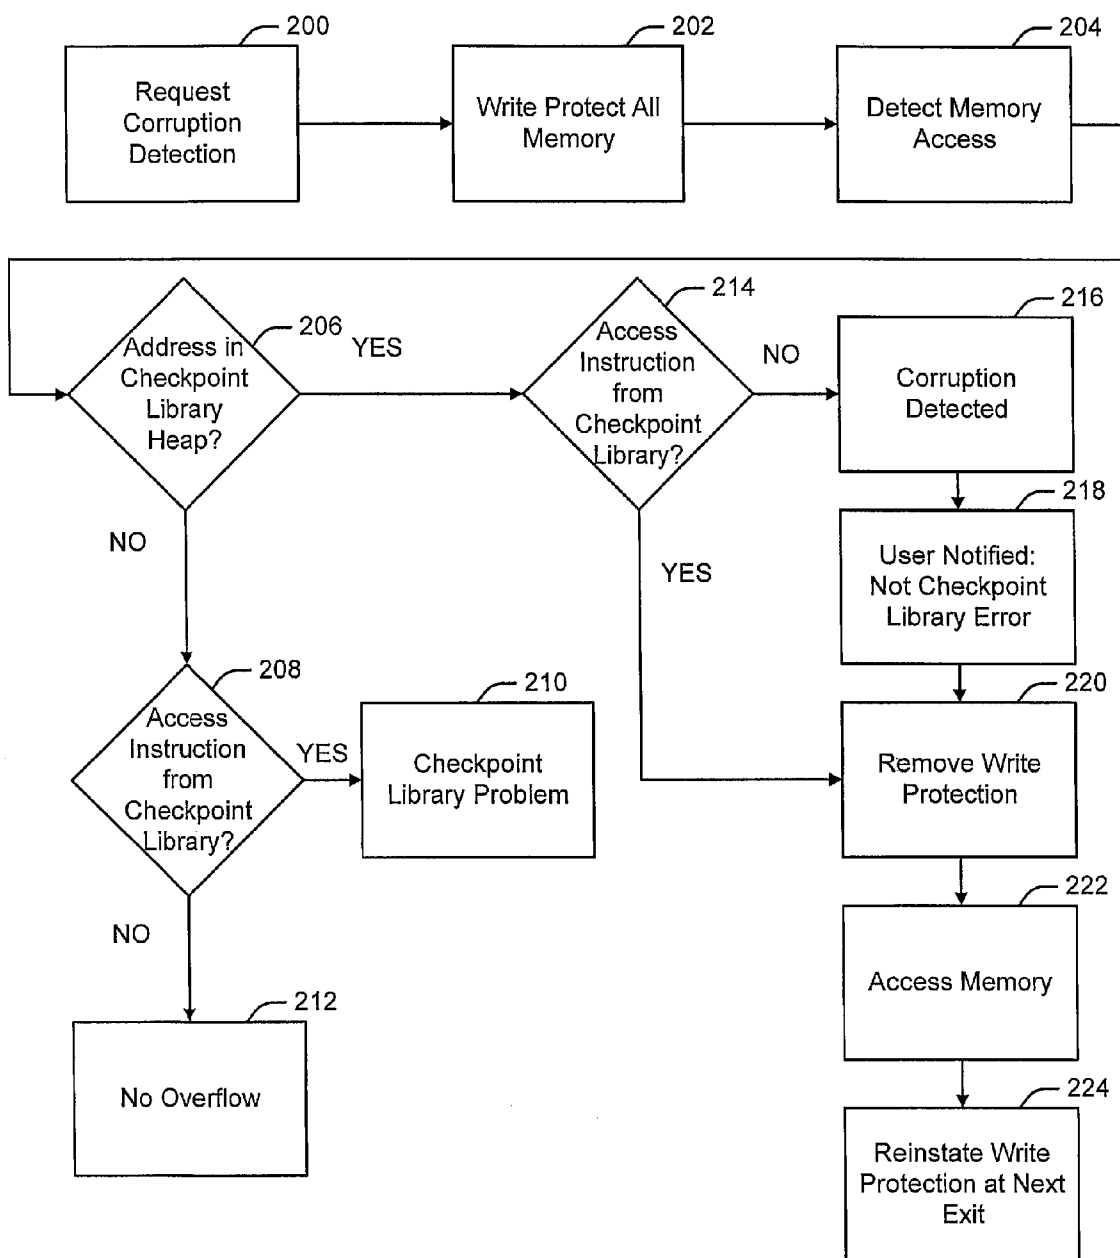 200
Request
Corruption
Detection
202
Write Protect All
Memory
204
Detect Memory
Access
206
Address in
Checkpoint
Library
Heap?
YES
NO
214
Access
Instruction
from
Checkpoint
Library?
NO
YES
216
Corruption
Detected
218
User Notified:
Not Checkpoint
Library Error
208
Access
Instruction
from
Checkpoint
Library?
YES
NO
210
Checkpoint
Library Problem
220
Remove Write
Protection
222
Access Memory
212
No Overflow
224
Reinstate Write
Protection at Next
Exit